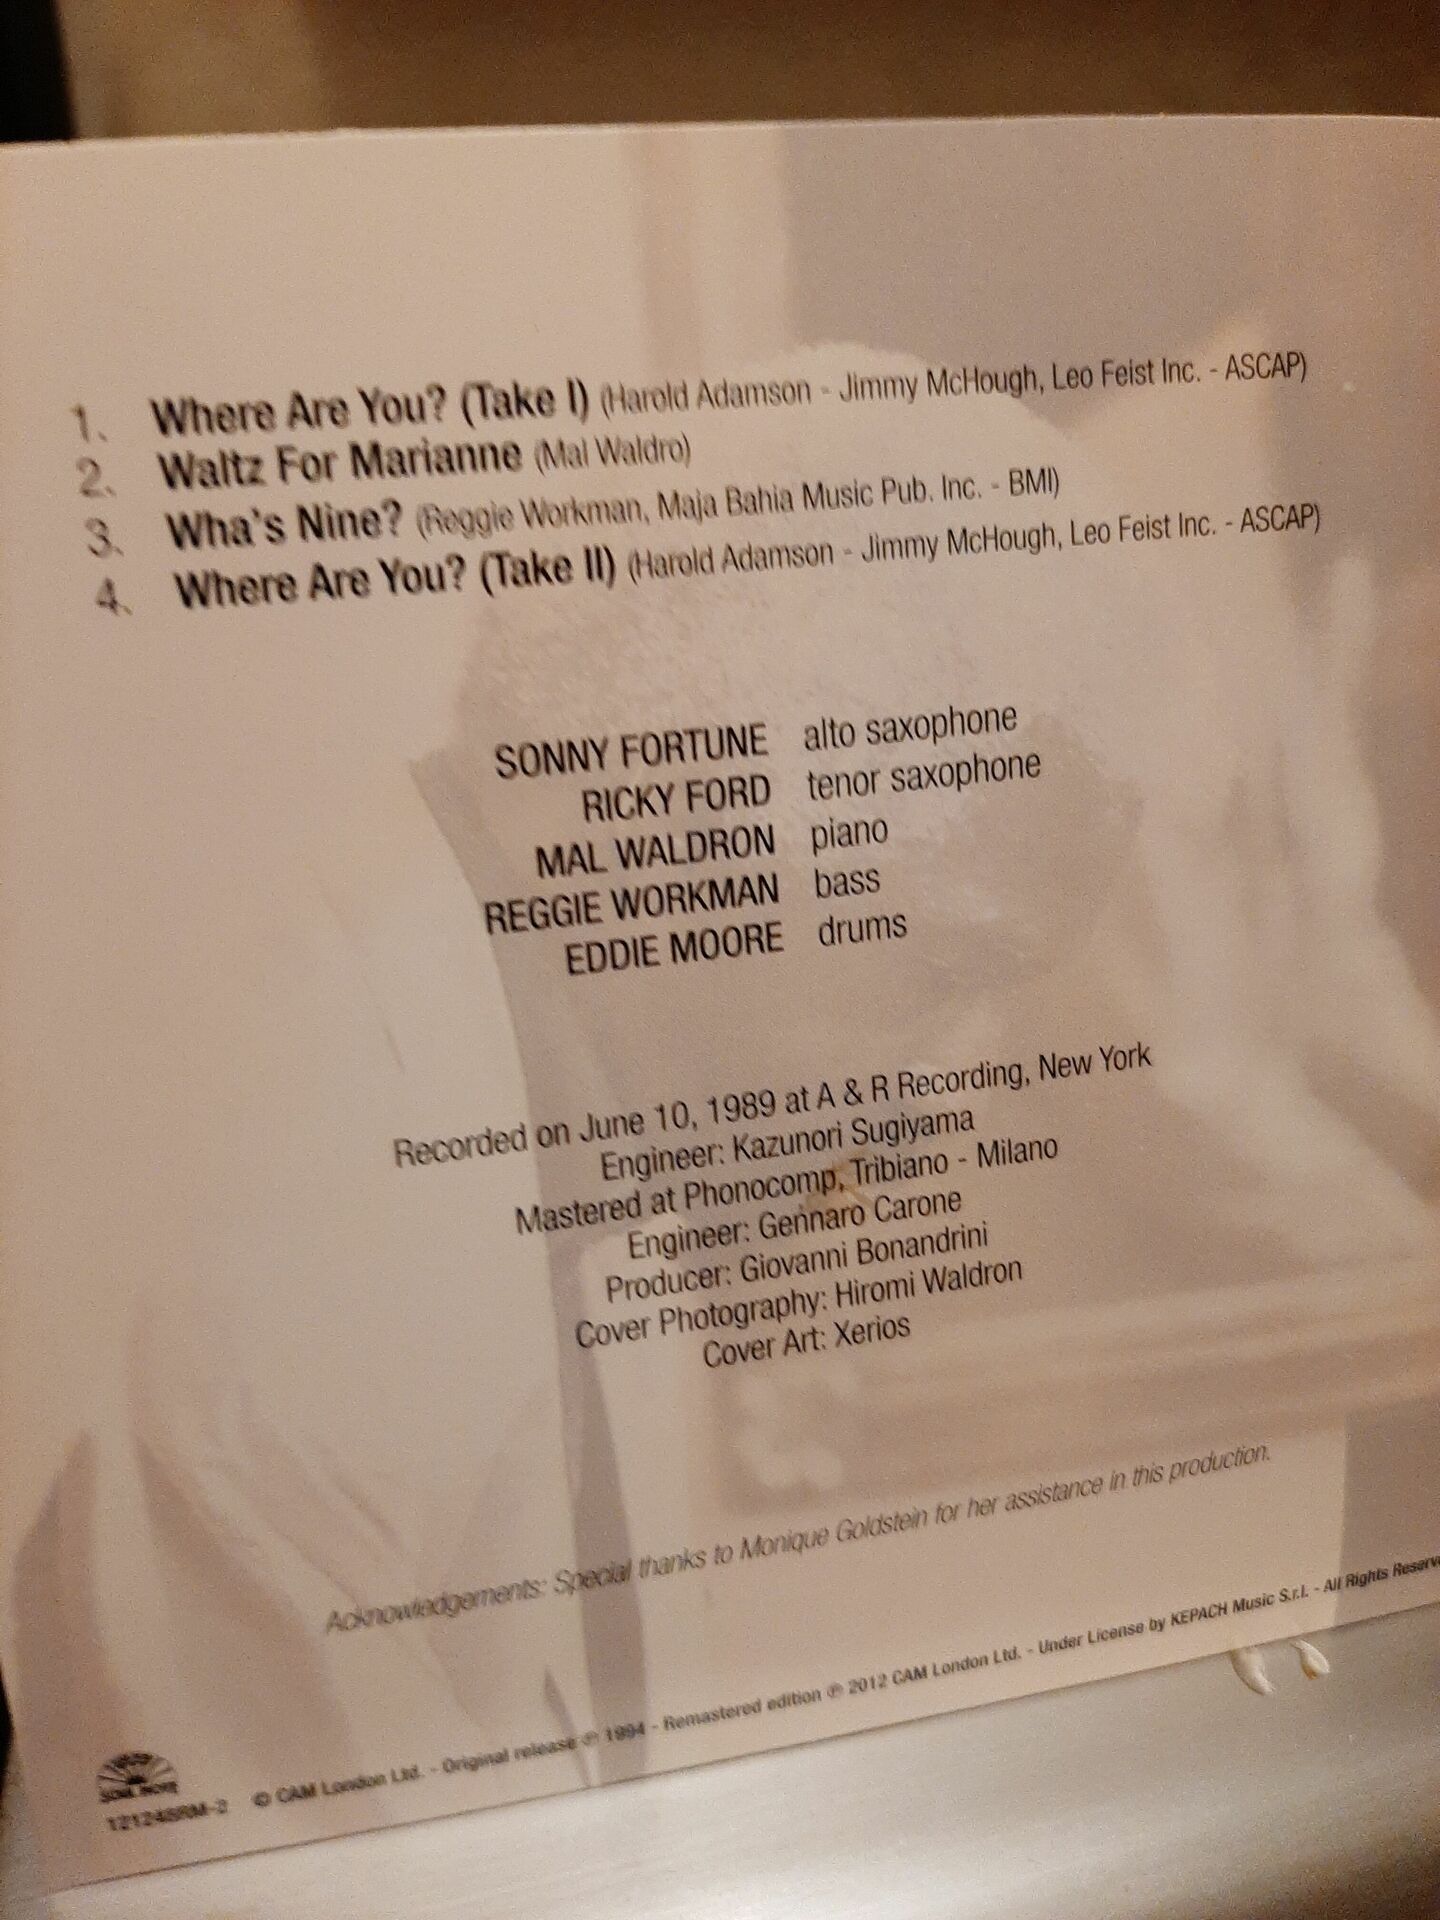 1. Where Are You? (Take I) (Harold Adamson - Jimmy McHough, Leo Feist Inc. - ASCAP)
2. Waltz For Marianne (Mal Waldro)
3. Wha's Nine? (Reggie Workman, Maja Bahia Music Pub. Inc. - BMI)
4. Where Are You? (Take II) (Harold Adamson - Jimmy McHough, Leo Feist Inc. - ASCAP)
SONNY FORTUNE alto saxophone
RICKY FORD tenor saxophone
MAL WALDRON piano
REGGIE WORKMAN bass
EDDIE MOORE drums
Recorded on June 10, 1989 at A & R Recording, New York
Engineer: Kazunori Sugiyama
Mastered at Phonocomp, Tribiano - Milano
Engineer: Gennaro Carone
Producer: Giovanni Bonandrini
Cover Photography: Hiromi Waldron
Cover Art: Xerios
Acknowledgements: Special thanks to Monique Goldstein for her assistance in this production.
SOUL NOTE
121248RM-2 © CAM London Ltd. - Original release ℗ 1994 - Remastered edition ℗ 2012 CAM London Ltd. - Under License by KEPACH Music S.r.l. - All Rights Reserve